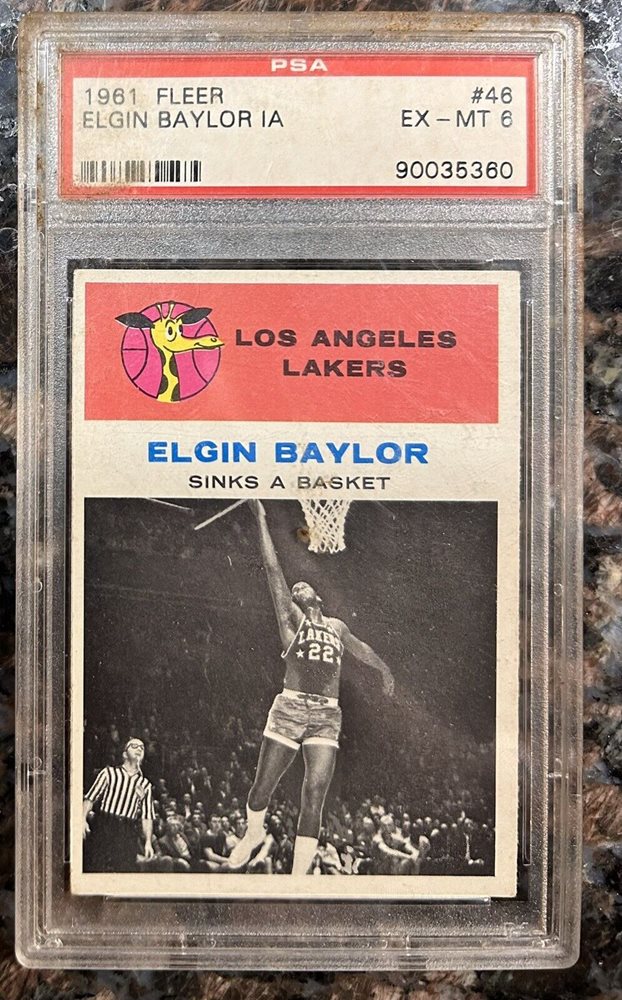 PSA
1961 FLEER #46
ELGIN BAYLOR IA EX - MT 6
90035360
LOS ANGELES
LAKERS
ELGIN BAYLOR
SINKS A BASKET
LAKERS
22